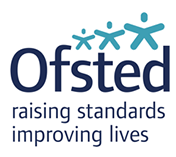 Ofsted
raising standards
improving lives